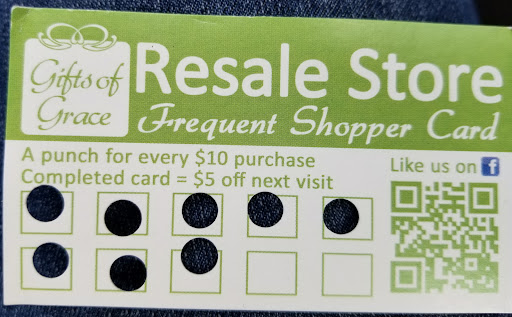 Gifts of
Grace
Resale Store
Frequent Shopper Card
A punch for every $10 purchase
Completed card = $5 off next visit
Like us on f